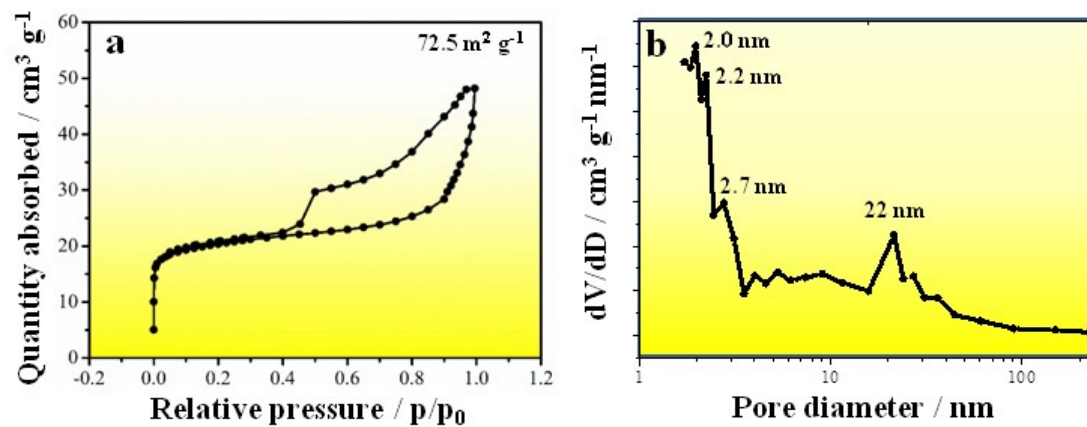 a
72.5 m² g⁻¹
60
50
40
30
20
10
0
-0.2 0.0 0.2 0.4 0.6 0.8 1.0 1.2
Quantity absorbed / cm³ g⁻¹
Relative pressure / p/p₀
b
2.0 nm
2.2 nm
2.7 nm
22 nm
dV/dD / cm³ g⁻¹ nm⁻¹
1 10 100
Pore diameter / nm